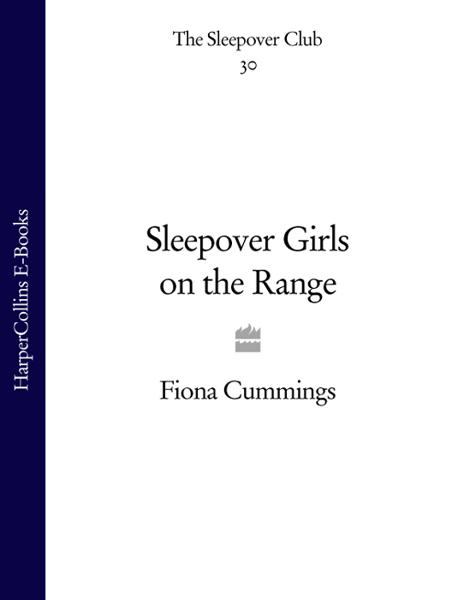 The Sleepover Club
30
Sleepover Girls
on the Range
Fiona Cummings
HarperCollins E-Books